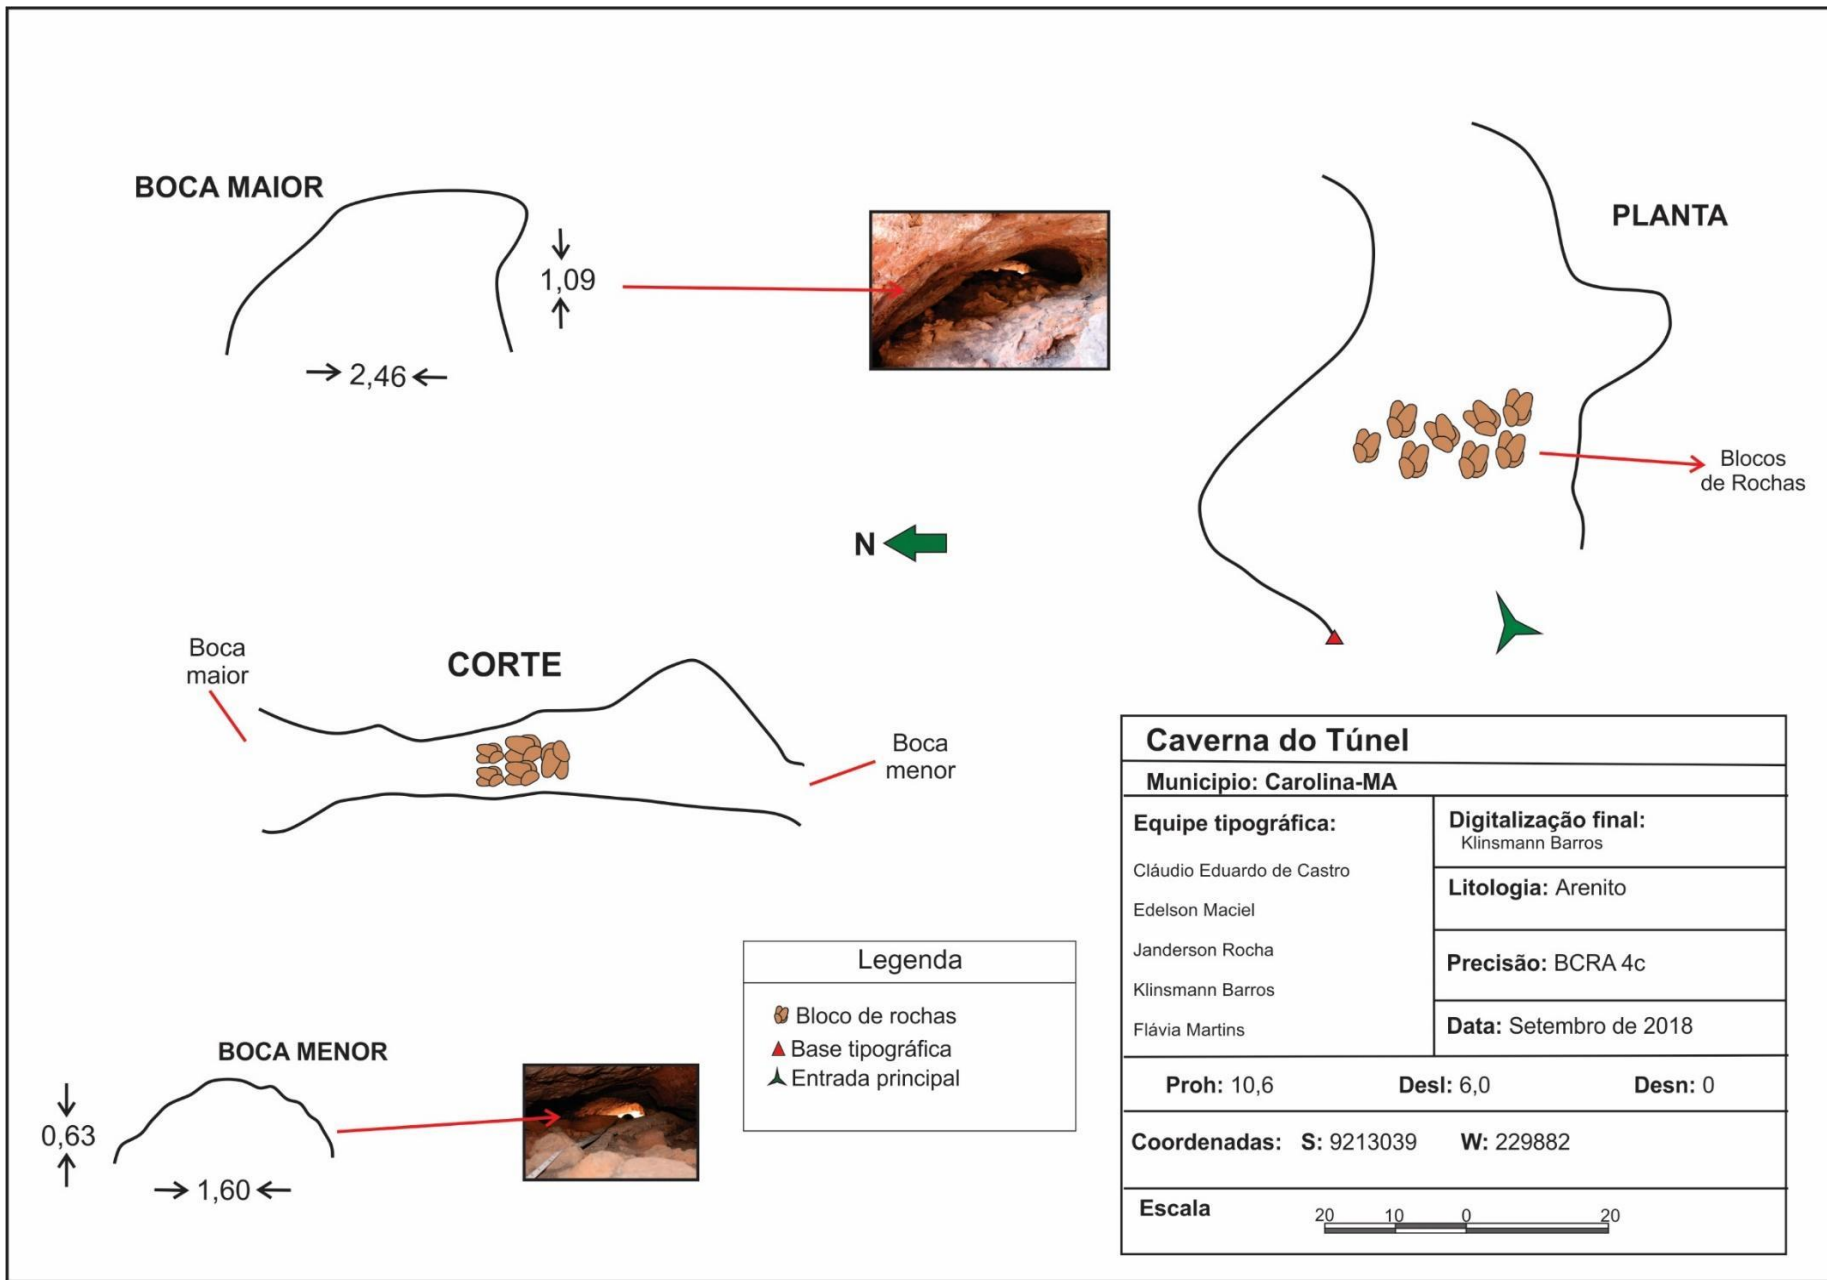 BOCA MAIOR
1,09
2,46
PLANTA
Blocos
de Rochas
N
Boca
maior
CORTE
Boca
menor
BOCA MENOR
0,63
1,60
Legenda
Bloco de rochas
Base tipográfica
Entrada principal
Caverna do Túnel
Municipio: Carolina-MA
Equipe tipográfica:
Cláudio Eduardo de Castro
Edelson Maciel
Janderson Rocha
Klinsmann Barros
Flávia Martins
Digitalização final:
Klinsmann Barros
Litologia: Arenito
Precisão: BCRA 4c
Data: Setembro de 2018
Proh: 10,6 Desl: 6,0 Desn: 0
Coordenadas: S: 9213039 W: 229882
Escala
20 10 0 20